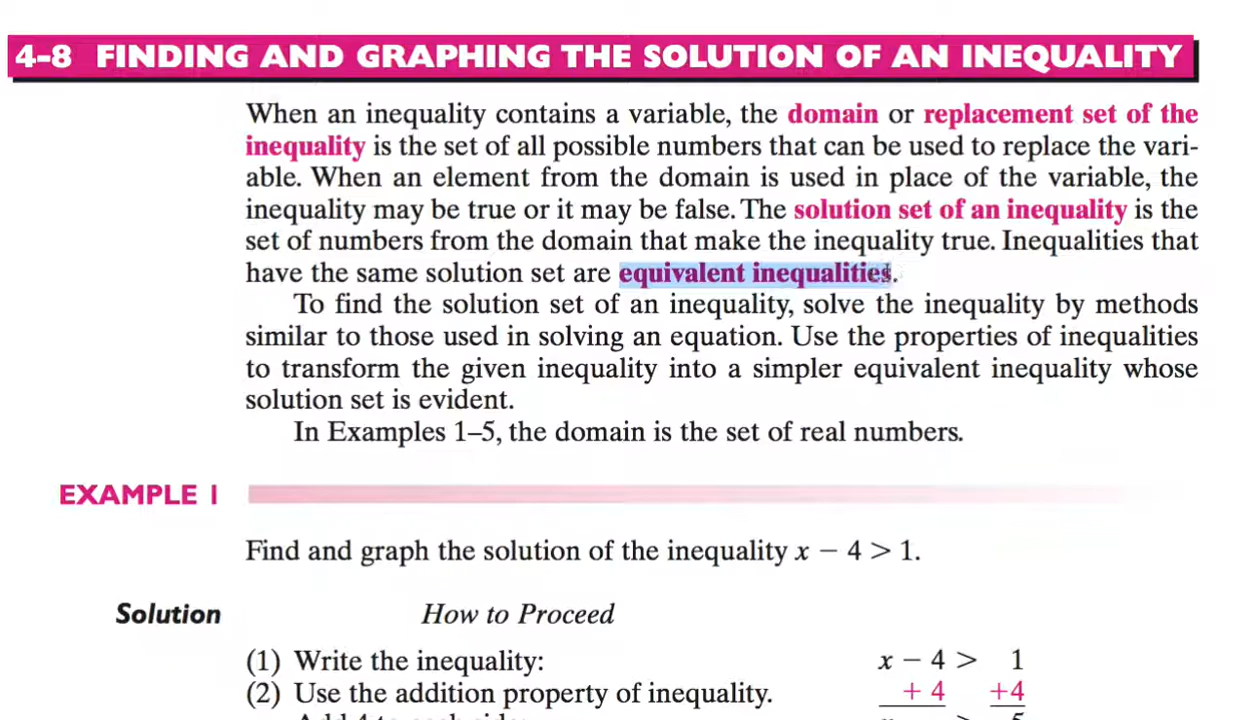 4–8 FINDING AND GRAPHING THE SOLUTION OF AN INEQUALITY
When an inequality contains a variable, the domain or replacement set of the
inequality is the set of all possible numbers that can be used to replace the vari-
able. When an element from the domain is used in place of the variable, the
inequality may be true or it may be false. The solution set of an inequality is the
set of numbers from the domain that make the inequality true. Inequalities that
have the same solution set are equivalent inequalities.
To find the solution set of an inequality, solve the inequality by methods
similar to those used in solving an equation. Use the properties of inequalities
to transform the given inequality into a simpler equivalent inequality whose
solution set is evident.
In Examples 1–5, the domain is the set of real numbers.
EXAMPLE 1
Find and graph the solution of the inequality x − 4 > 1.
Solution How to Proceed
(1) Write the inequality: x − 4 > 1
(2) Use the addition property of inequality. + 4 +4